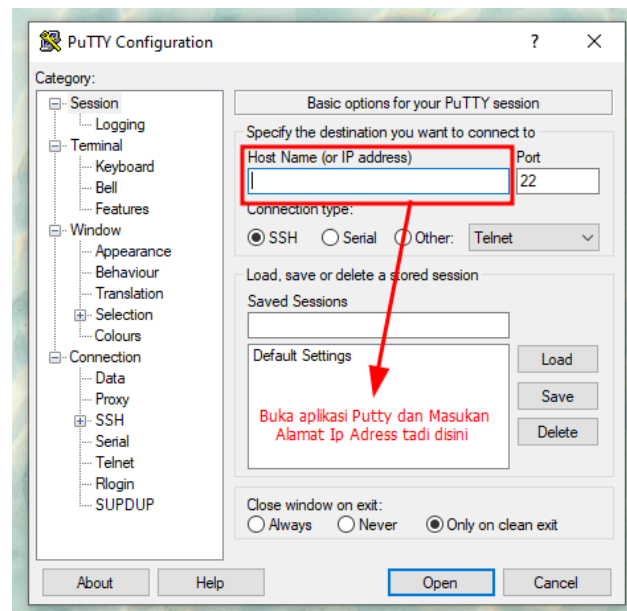 PuTTY Configuration
? X
Category:
Session
Logging
Terminal
Keyboard
Bell
Features
Window
Appearance
Behaviour
Translation
Selection
Colours
Connection
Data
Proxy
SSH
Serial
Telnet
Rlogin
SUPDUP
Basic options for your PuTTY session
Specify the destination you want to connect to
Host Name (or IP address) Port
22
Connection type:
SSH Serial Other: Telnet
Load, save or delete a stored session
Saved Sessions
Default Settings
Load
Save
Delete
Buka aplikasi Putty dan Masukan
Alamat Ip Adress tadi disini
Close window on exit:
Always Never Only on clean exit
About Help Open Cancel